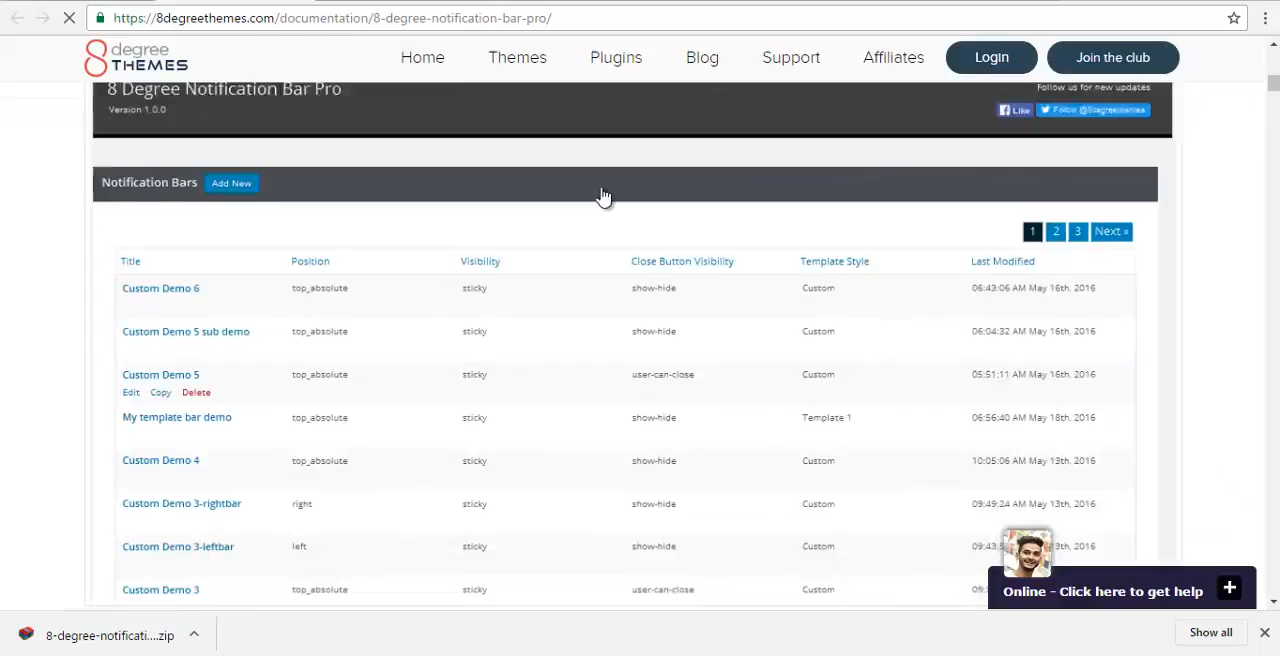 https://8degreethemes.com/documentation/8-degree-notification-bar-pro/
8 degree THEMES
Home Themes Plugins Blog Support Affiliates Login Join the club
8 Degree Notification Bar Pro
Version 1.0.0
Follow us for new updates
Like Follow @8degreethemes
Notification Bars Add New
1 2 3 Next »
Title Position Visibility Close Button Visibility Template Style Last Modified
Custom Demo 6 top_absolute sticky show-hide Custom 06:43:06 AM May 16th, 2016
Custom Demo 5 sub demo top_absolute sticky show-hide Custom 06:04:32 AM May 16th, 2016
Custom Demo 5 top_absolute sticky user-can-close Custom 05:51:11 AM May 16th, 2016
Edit Copy Delete
My template bar demo top_absolute sticky show-hide Template 1 06:56:40 AM May 18th, 2016
Custom Demo 4 top_absolute sticky show-hide Custom 10:05:06 AM May 13th, 2016
Custom Demo 3-rightbar right sticky show-hide Custom 09:49:24 AM May 13th, 2016
Custom Demo 3-leftbar left sticky show-hide Custom 09:43 3th, 2016
Custom Demo 3 top_absolute sticky user-can-close Custom
Online - Click here to get help +
8-degree-notificati....zip
Show all